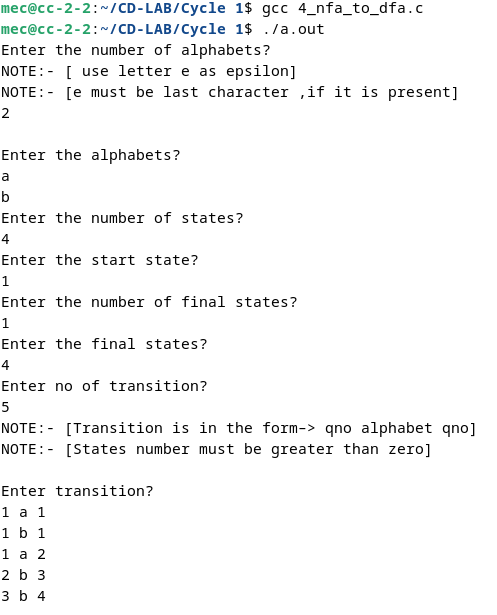 mec@cc-2-2:~/CD-LAB/Cycle 1$ gcc 4_nfa_to_dfa.c
mec@cc-2-2:~/CD-LAB/Cycle 1$ ./a.out
Enter the number of alphabets?
NOTE:- [ use letter e as epsilon]
NOTE:- [e must be last character ,if it is present]
2
Enter the alphabets?
a
b
Enter the number of states?
4
Enter the start state?
1
Enter the number of final states?
1
Enter the final states?
4
Enter no of transition?
5
NOTE:- [Transition is in the form–> qno alphabet qno]
NOTE:- [States number must be greater than zero]
Enter transition?
1 a 1
1 b 1
1 a 2
2 b 3
3 b 4